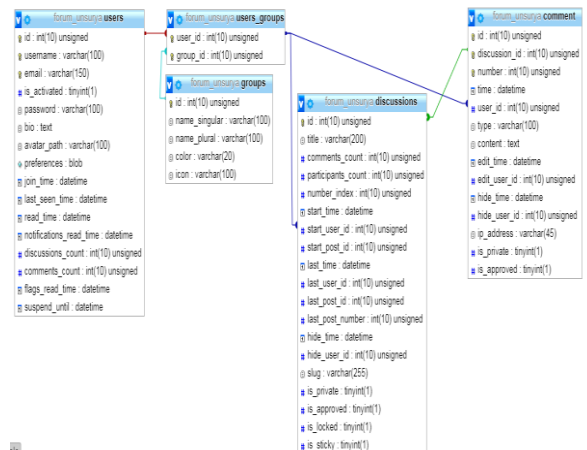 forum_unsurya users
id : int(10) unsigned
username : varchar(100)
email : varchar(150)
is_activated : tinyint(1)
password : varchar(100)
bio : text
avatar_path : varchar(100)
preferences : blob
join_time : datetime
last_seen_time : datetime
read_time : datetime
notifications_read_time : datetime
discussions_count : int(10) unsigned
comments_count : int(10) unsigned
flags_read_time : datetime
suspend_until : datetime
forum_unsurya users_groups
user_id : int(10) unsigned
group_id : int(10) unsigned
forum_unsurya groups
id : int(10) unsigned
name_singular : varchar(100)
name_plural : varchar(100)
color : varchar(20)
icon : varchar(100)
forum_unsurya discussions
id : int(10) unsigned
title : varchar(200)
comments_count : int(10) unsigned
participants_count : int(10) unsigned
number_index : int(10) unsigned
start_time : datetime
start_user_id : int(10) unsigned
start_post_id : int(10) unsigned
last_time : datetime
last_user_id : int(10) unsigned
last_post_id : int(10) unsigned
last_post_number : int(10) unsigned
hide_time : datetime
hide_user_id : int(10) unsigned
slug : varchar(255)
is_private : tinyint(1)
is_approved : tinyint(1)
is_locked : tinyint(1)
is_sticky : tinyint(1)
forum_unsurya comment
id : int(10) unsigned
discussion_id : int(10) unsigned
number : int(10) unsigned
time : datetime
user_id : int(10) unsigned
type : varchar(100)
content : text
edit_time : datetime
edit_user_id : int(10) unsigned
hide_time : datetime
hide_user_id : int(10) unsigned
ip_address : varchar(45)
is_private : tinyint(1)
is_approved : tinyint(1)